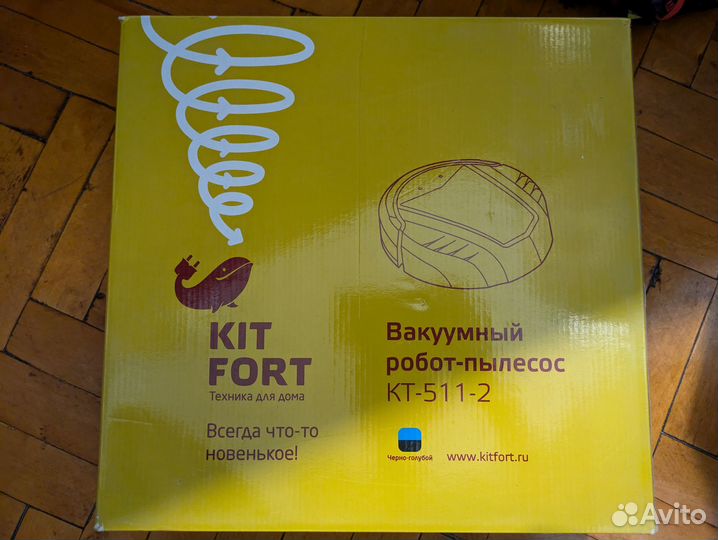 KIT
FORT
Техника для дома
Всегда что-то
новенькое!
Вакуумный
робот-пылесос
КТ-511-2
Черно-голубой
www.kitfort.ru
Avito